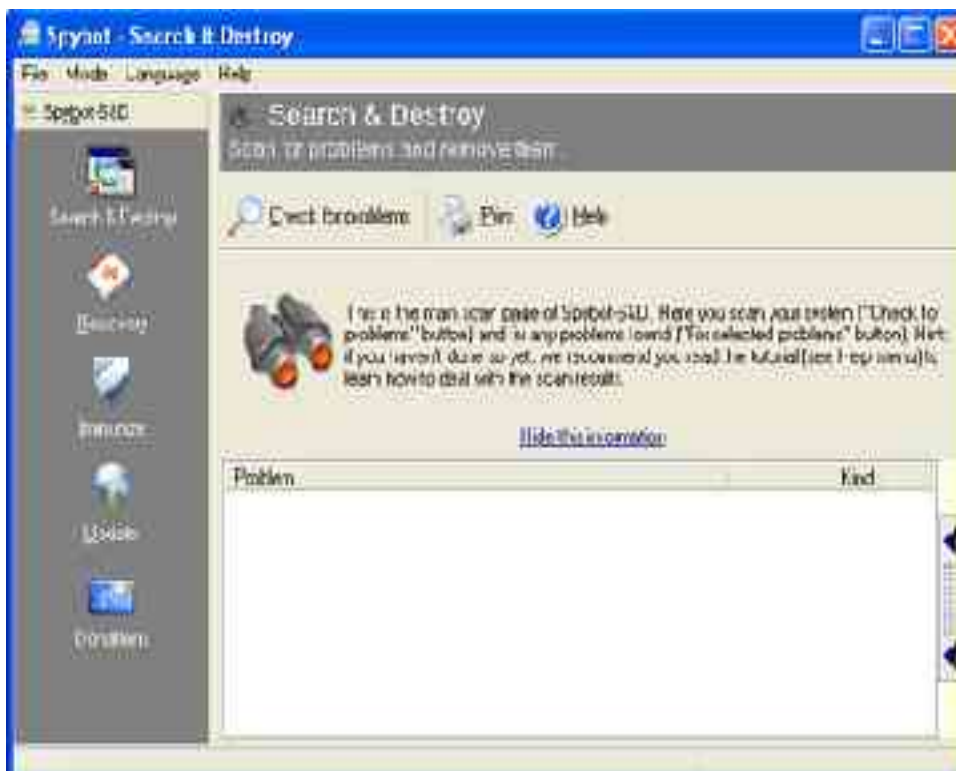 Spybot - Search & Destroy
File Mode Language Help
Spybot-S&D
Search & Destroy
Scan for problems and remove them.
Search & Destroy
Check for problems Print Help
Recovery
This is the main scan page of Spybot-S&D. Here you scan your system ("Check for
problems" button) and fix any problems found ("Fix selected problems" button). Hint:
if you haven't done so yet, we recommend you read the tutorial (see Help menu) to
learn how to deal with the scan results.
Immunize
Hide this information
Problem Kind
Update
Donations